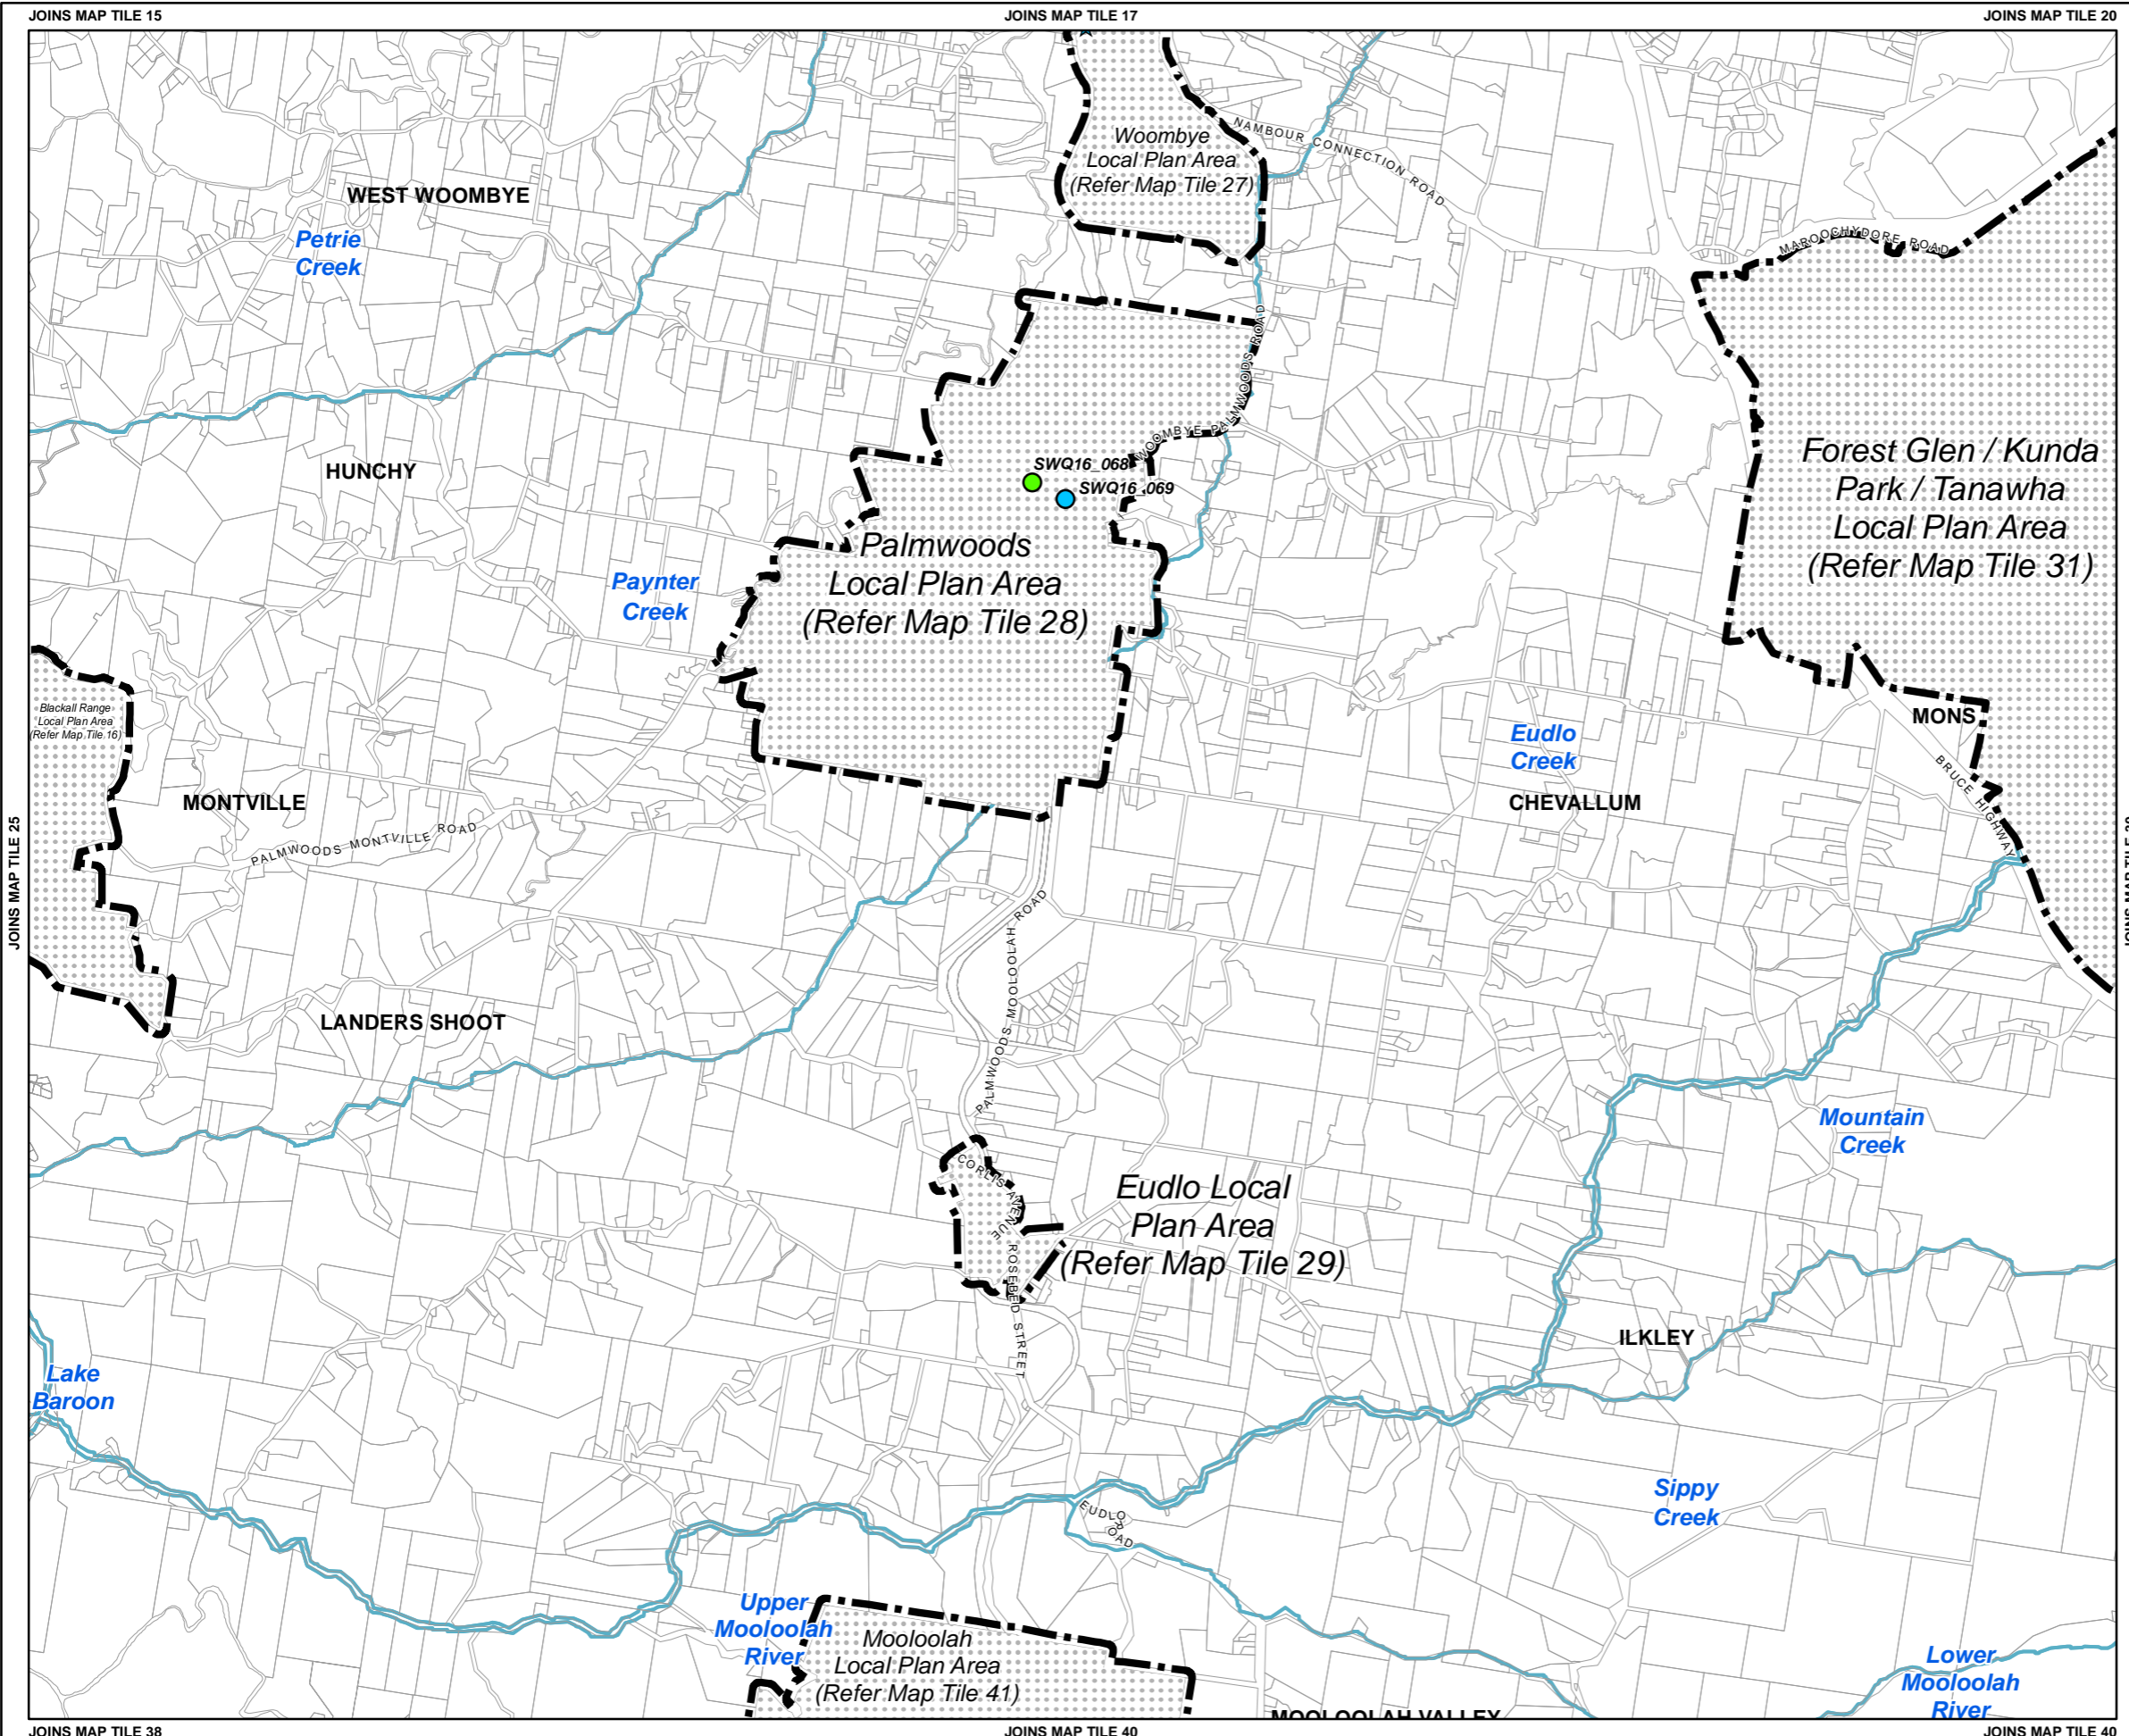 JOINS MAP TILE 15
JOINS MAP TILE 17
JOINS MAP TILE 20
Woombye
Local Plan Area
(Refer Map Tile 27)
NAMBOUR CONNECTION ROAD
WEST WOOMBYE
Petrie
Creek
MAROOCHYDORE ROAD
WOOMBYE PALMWOODS ROAD
HUNCHY
SWQ16_068
SWQ16_069
Forest Glen / Kunda
Park / Tanawha
Local Plan Area
(Refer Map Tile 31)
Palmwoods
Local Plan Area
(Refer Map Tile 28)
Paynter
Creek
Blackall Range
Local Plan Area
(Refer Map Tile 16)
MONS
Eudlo
Creek
BRUCE HIGHWAY
MONTVILLE
CHEVALLUM
PALMWOODS MONTVILLE ROAD
JOINS MAP TILE 25
JOINS MAP TILE
PALMWOODS MOOLOOLAH ROAD
LANDERS SHOOT
Mountain
Creek
CORLIS AVENUE
Eudlo Local
Plan Area
(Refer Map Tile 29)
ROSEBED STREET
ILKLEY
Lake
Baroon
Sippy
Creek
EUDLO ROAD
Upper
Mooloolah
River
Mooloolah
Local Plan Area
(Refer Map Tile 41)
Lower
Mooloolah
River
MOOLOOLAH VALLEY
JOINS MAP TILE 38
JOINS MAP TILE 40
JOINS MAP TILE 40